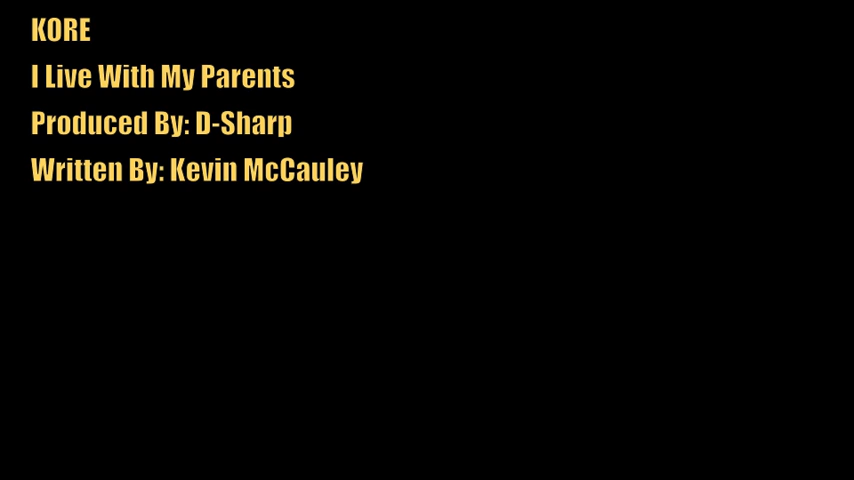 KORE
I Live With My Parents
Produced By: D-Sharp
Written By: Kevin McCauley